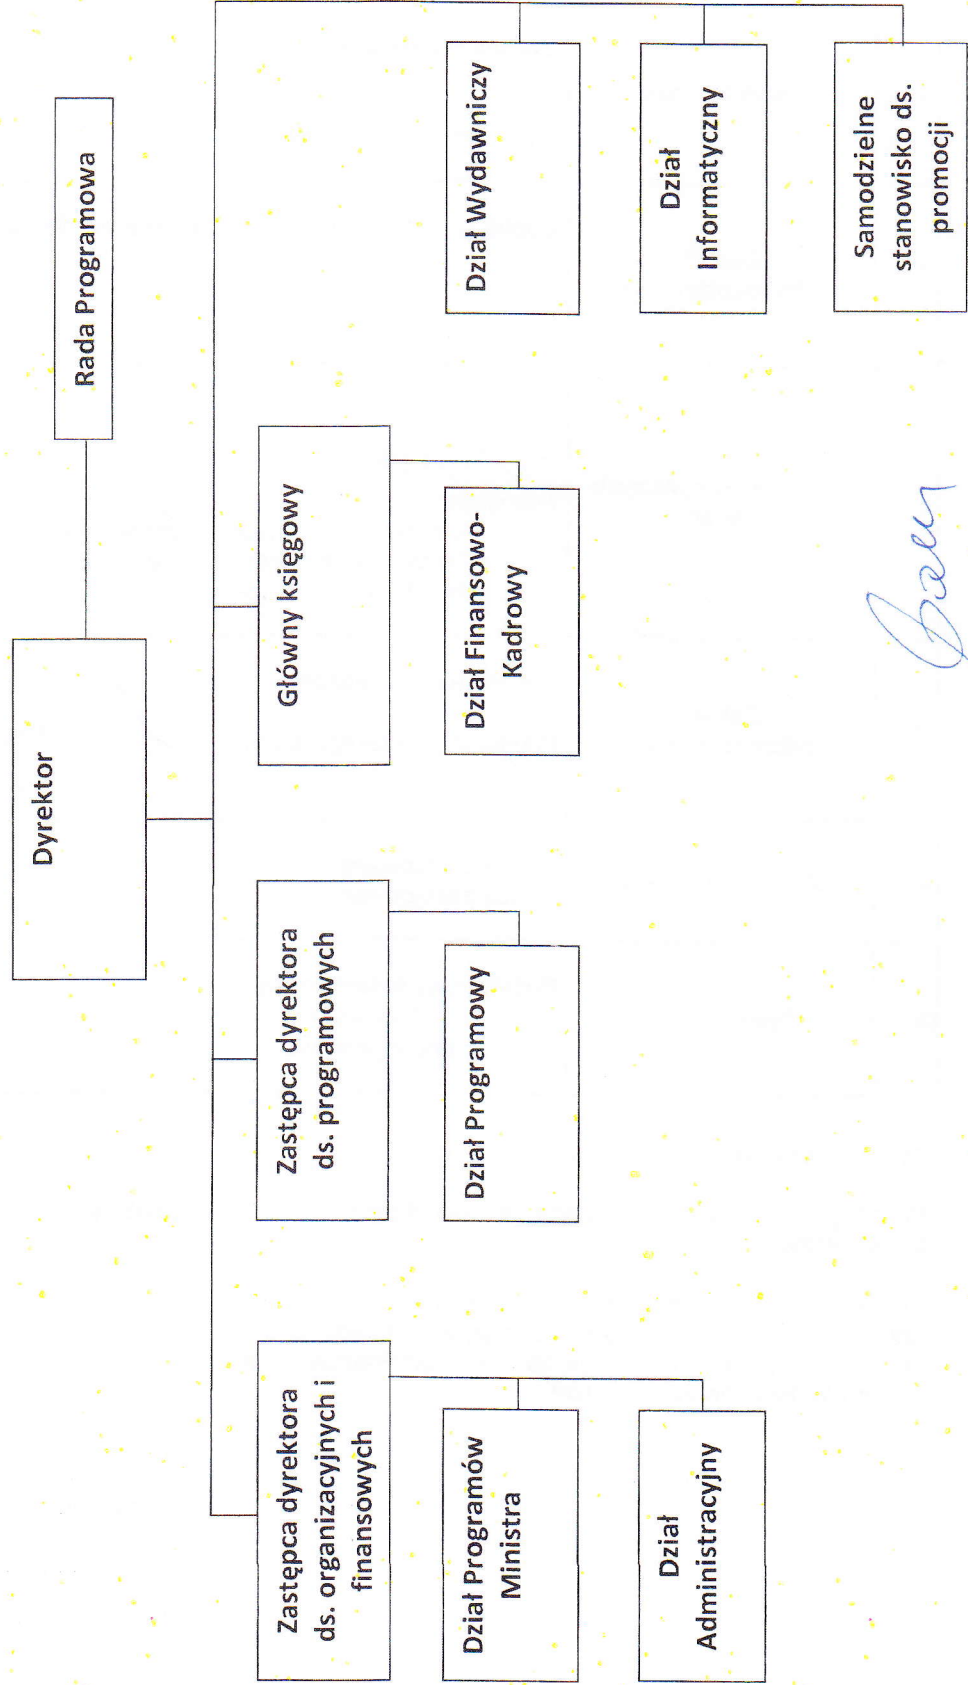 Dyrektor
Rada Programowa
Zastępca dyrektora
ds. organizacyjnych i
finansowych
Zastępca dyrektora
ds. programowych
Główny księgowy
Dział Programów
Ministra
Dział Programowy
Dział Finansowo-
Kadrowy
Dział Wydawniczy
Dział
Administracyjny
Dział
Informatyczny
Samodzielne
stanowisko ds.
promocji